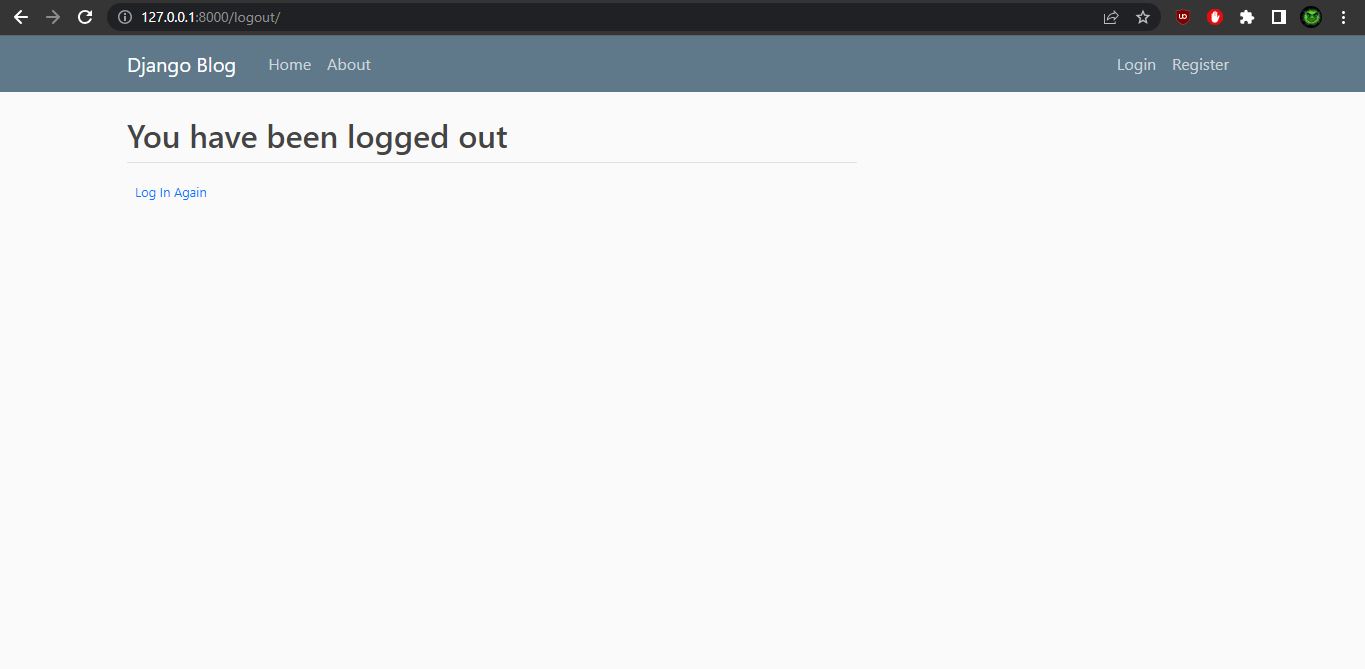 127.0.0.1:8000/logout/
Django Blog Home About Login Register
You have been logged out
Log In Again